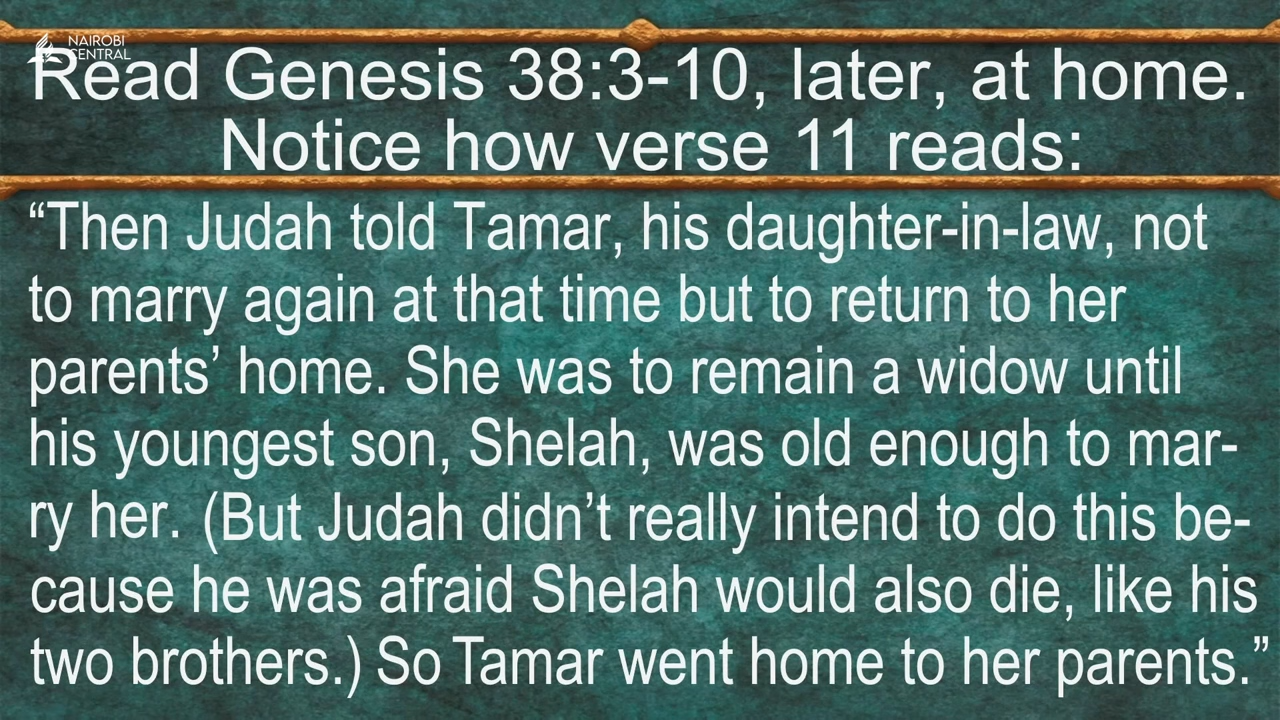 NAIROBI
CENTRAL
Read Genesis 38:3-10, later, at home.
Notice how verse 11 reads:
“Then Judah told Tamar, his daughter-in-law, not
to marry again at that time but to return to her
parents’ home. She was to remain a widow until
his youngest son, Shelah, was old enough to mar-
ry her. (But Judah didn’t really intend to do this be-
cause he was afraid Shelah would also die, like his
two brothers.) So Tamar went home to her parents.”